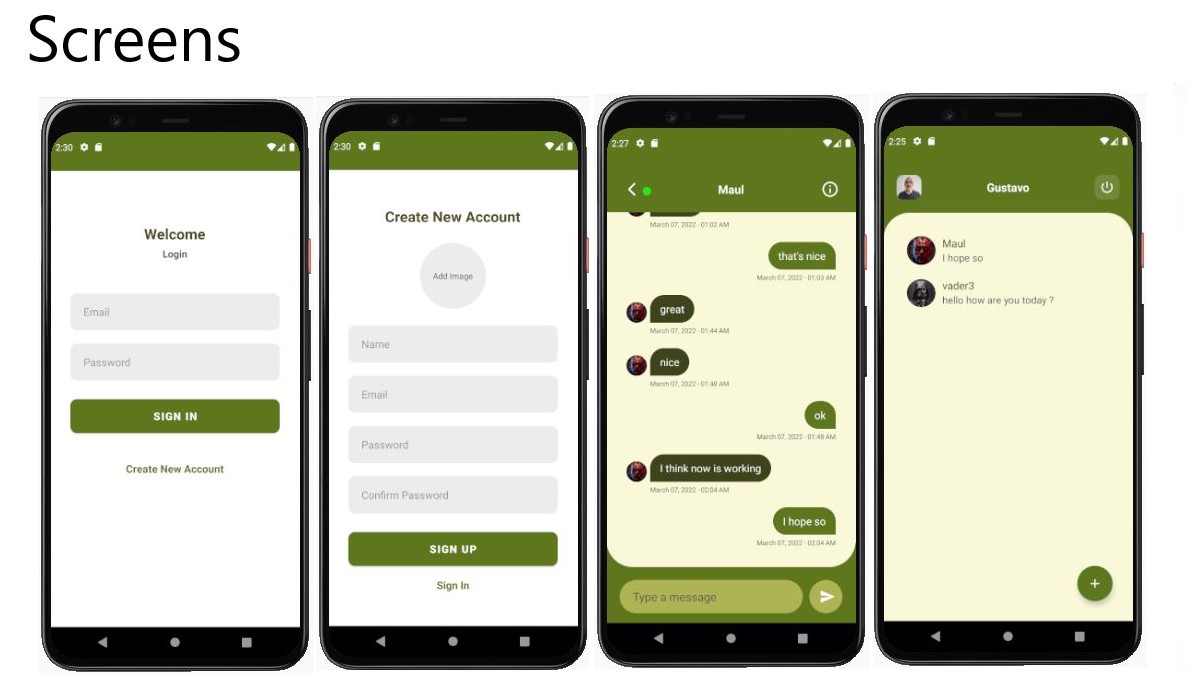 Screens
2:30
Welcome
Login
Email
Password
SIGN IN
Create New Account
2:30
Create New Account
Add Image
Name
Email
Password
Confirm Password
SIGN UP
Sign In
2:27
Maul
March 07, 2022 - 01:02 AM
that's nice
March 07, 2022 - 01:03 AM
great
March 07, 2022 - 01:44 AM
nice
March 07, 2022 - 01:48 AM
ok
March 07, 2022 - 01:48 AM
I think now is working
March 07, 2022 - 02:04 AM
I hope so
March 07, 2022 - 02:04 AM
Type a message
2:25
Gustavo
Maul
I hope so
vader3
hello how are you today ?